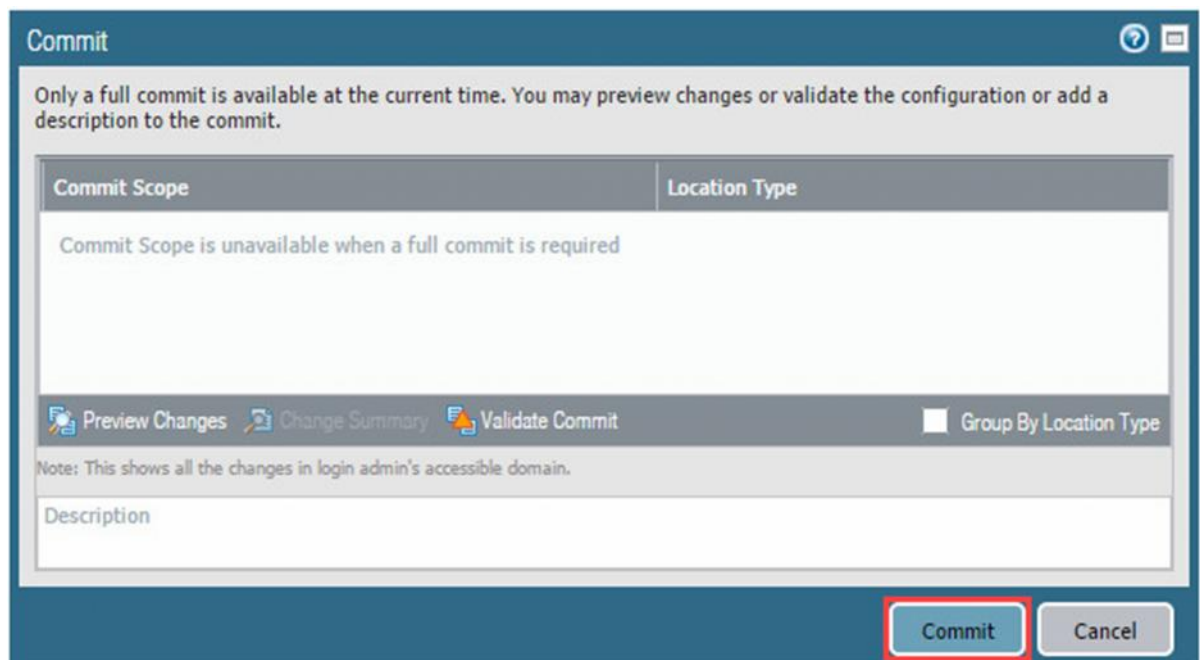 Commit
Only a full commit is available at the current time. You may preview changes or validate the configuration or add a
description to the commit.
Commit Scope Location Type
Commit Scope is unavailable when a full commit is required
Preview Changes Change Summary Validate Commit Group By Location Type
Note: This shows all the changes in login admin's accessible domain.
Description
Commit Cancel